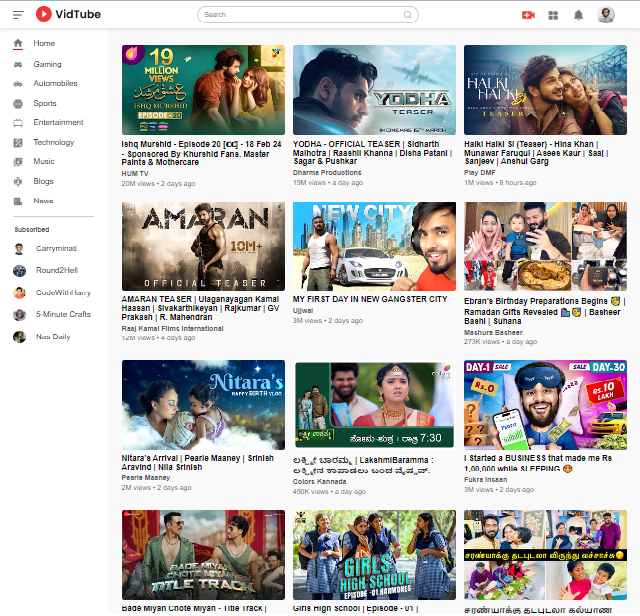 VidTube
Search
Home
Gaming
Automobiles
Sports
Entertainment
Technology
Music
Blogs
News
Subscribed
Carryminati
Round2Hell
CodeWithHarry
5-Minute Crafts
Nas Daily
19
MILLION
VIEWS
ISHQ MURSHID
EPISODE-20
Ishq Murshid - Episode 20 [CC] - 18 Feb 24
- Sponsored By Khurshid Fans, Master
Paints & Mothercare
HUM TV
20M views • 2 days ago
YODHA
TEASER
IN CINEMAS 15TH MARCH
YODHA - OFFICIAL TEASER | Sidharth
Malhotra | Raashii Khanna | Disha Patani |
Sagar & Pushkar
Dharma Productions
19M views • a day ago
HALKI
HALKI
SI
TEASER
Halki Halki Si (Teaser) - Hina Khan |
Munawar Faruqui | Asees Kaur | Saaj |
Sanjeev | Anshul Garg
Play DMF
1M views • 8 hours ago
AMARAN
10M+
OFFICIAL TEASER
AMARAN TEASER | Ulaganayagan Kamal
Haasan | Sivakarthikeyan | Rajkumar | GV
Prakash | R. Mahendran
Raaj Kamal Films International
12M views • 4 days ago
NEW CITY
MY FIRST DAY IN NEW GANGSTER CITY
Ujjwal
3M views • 2 days ago
Ebran's Birthday Preparations Begins
Ramadan Gifts Revealed | Basheer
Bashi | Suhana
Mashura Basheer
273K views • a day ago
Nitara's
HAPPY BIRTH VLOG
Nitara's Arrival | Pearle Maaney | Srinish
Aravind | Nila Srinish
Pearle Maaney
2M views • 2 days ago
colors
ಸೋಮ-ಶುಕ್ರ | ರಾತ್ರಿ 7:30
ಲಕ್ಷ್ಮೀ ಬಾರಮ್ಮ | LakshmiBaramma :
Colors Kannada
490K views • a day ago
DAY-1
SALE
SALE
DAY-30
Rs.0
RS.10
LAKH
I Started a BUSINESS that made me Rs
1,00,000 while SLEEPING
Fukra Insaan
3M views • 2 days ago
BADE MIYAN
CHOTE MIYAN
TITLE TRACK
Bade Miyan Chote Miyan - Title Track |
GIRLS
HIGH SCHOOL
EPISODE -01 HARMONES
Girls High School | Episode - 01 |
சரண்யாக்கு தடபுடலா விருந்து வச்சாச்சு
சரண்யாக்கு தடபுடலா கல்யாண